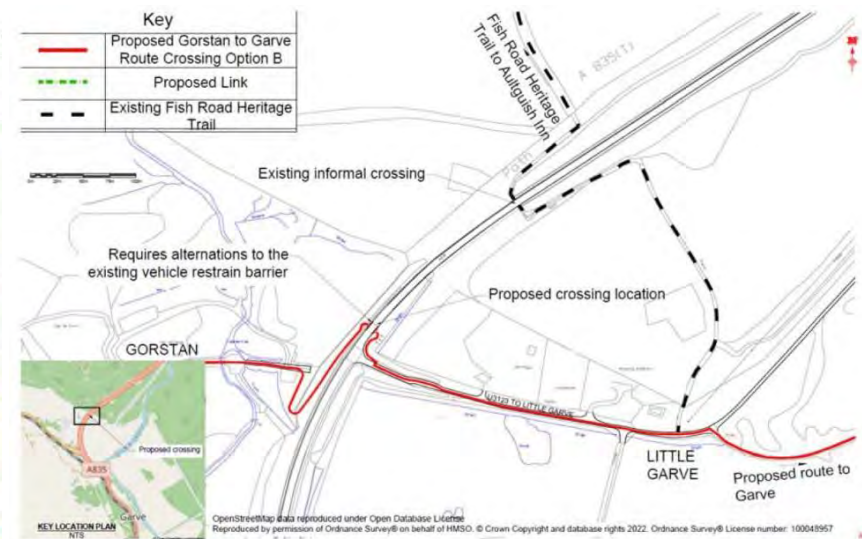 Key
Proposed Gorstan to Garve
Route Crossing Option B
Proposed Link
Existing Fish Road Heritage
Trail
Fish Road Heritage
Trail to Aultguish Inn
A 835(T)
Path
Existing informal crossing
Requires alternations to the
existing vehicle restrain barrier
Proposed crossing location
GORSTAN
U3123 TO LITTLE GARVE
LITTLE
GARVE
Proposed route to
Garve
Proposed crossing
A835
Garve
KEY LOCATION PLAN
NTS
OpenStreetMap data reproduced under Open Database License
Reproduced by permission of Ordnance Survey® on behalf of HMSO. © Crown Copyright and database rights 2022. Ordnance Survey® License number: 100048957